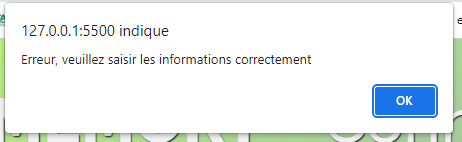 127.0.0.1:5500 indique
Erreur, veuillez saisir les informations correctement
OK